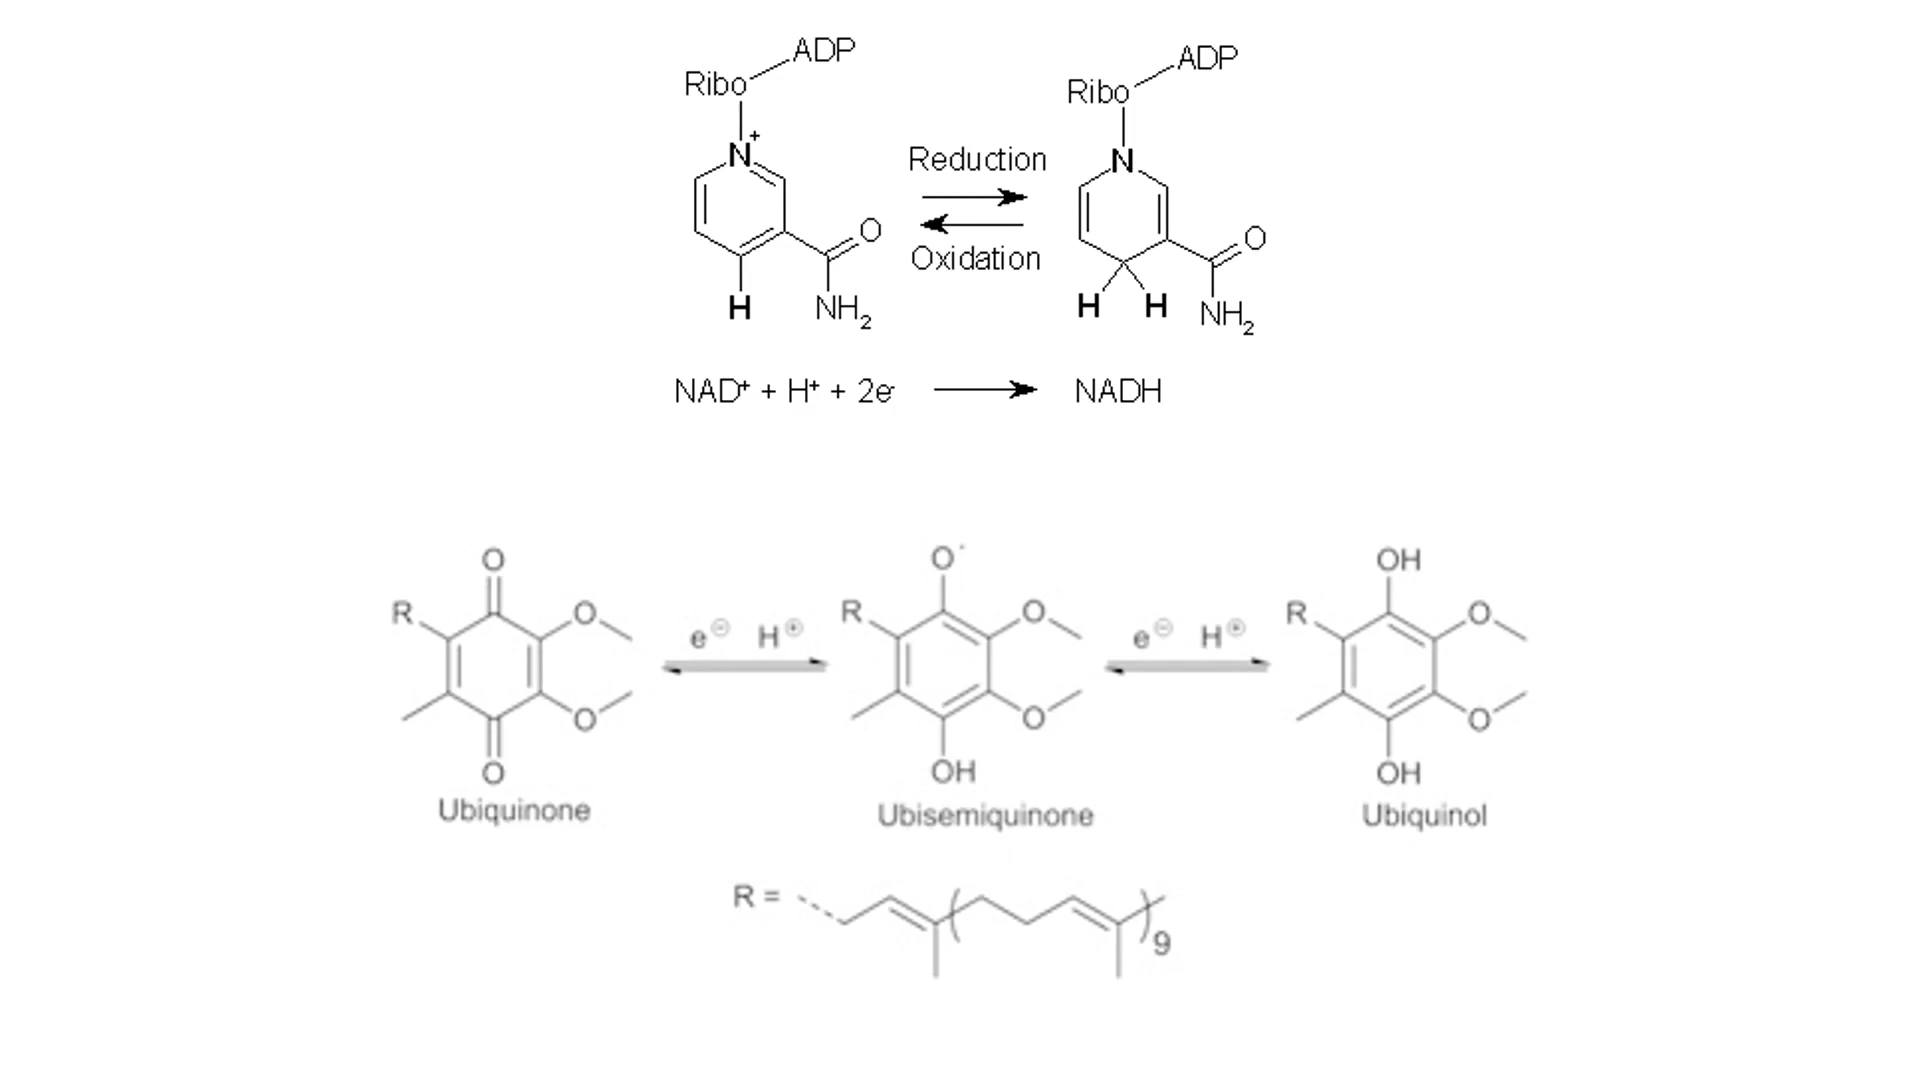 Ribo ADP Ribo ADP
N⁺ N
Reduction
Oxidation
O O
H NH₂ H H NH₂
NAD⁺ + H⁺ + 2e⁻ NADH
O O· OH
R O e⊖ H⊕ R O e⊖ H⊕ R O
O O O
O OH OH
Ubiquinone Ubisemiquinone Ubiquinol
R = ( )₉